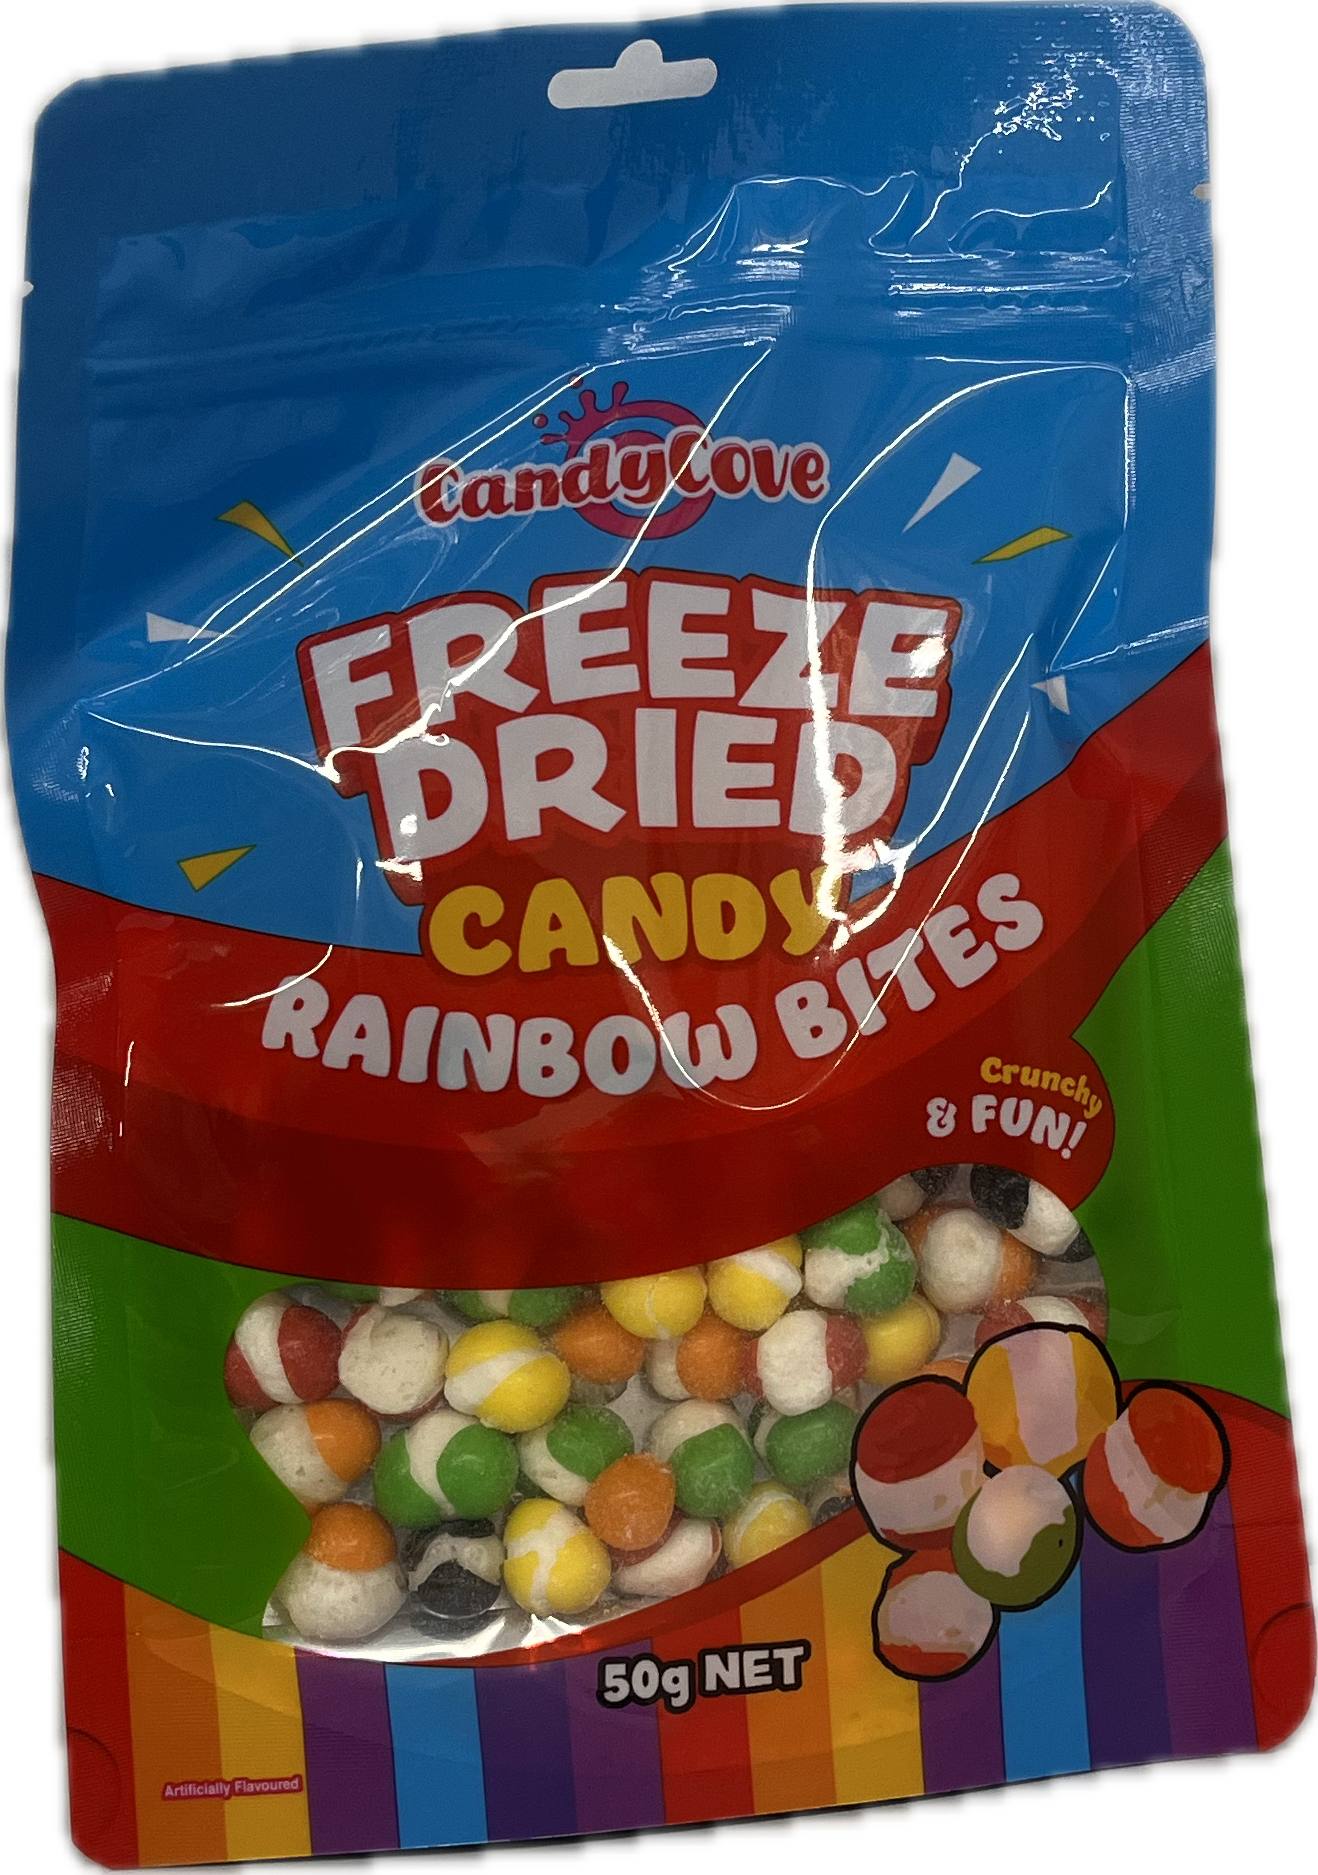 CandyCove
FREEZE
DRIED
CANDY
RAINBOW BITES
Crunchy
& FUN!
50g NET
Artificially Flavoured